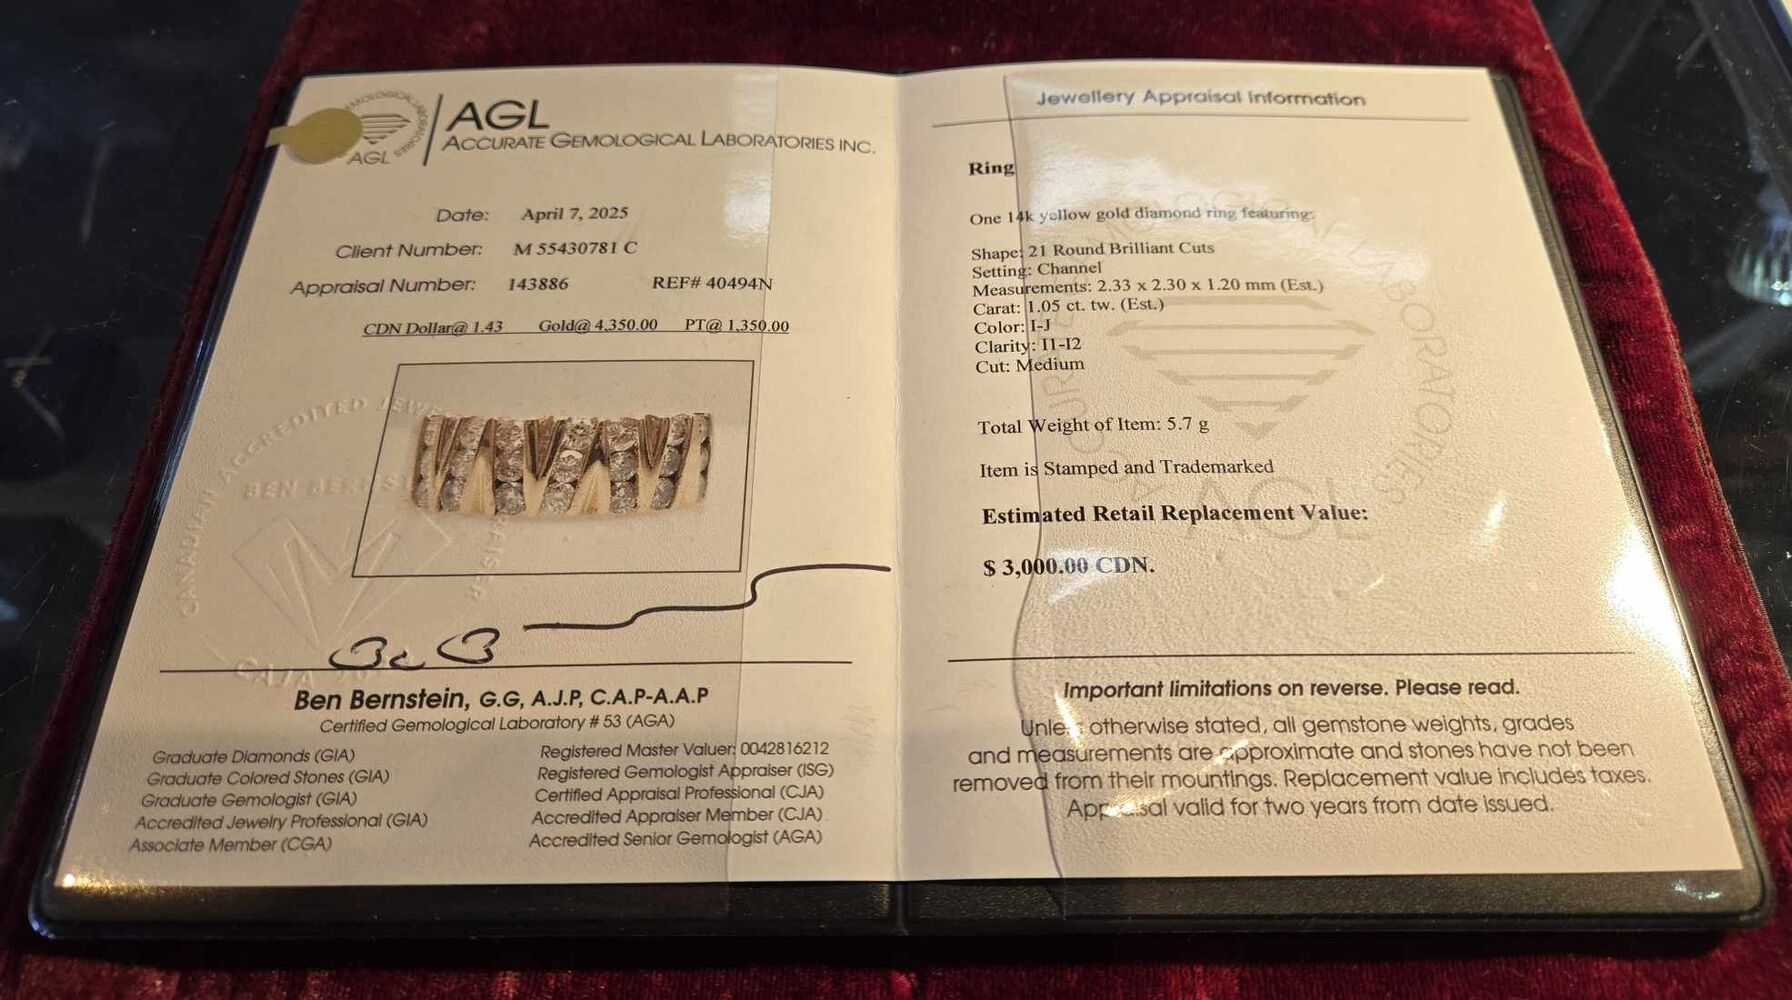 AGL
ACCURATE GEMOLOGICAL LABORATORIES INC.
AGL
Date: April 7, 2025
Client Number: M 55430781 C
Appraisal Number: 143886 REF# 40494N
CDN Dollar@ 1.43 Gold@ 4,350.00 PT@ 1,350.00
CANADIAN ACCREDITED
BEN
Ben Bernstein, G.G, A.J.P, C.A.P-A.A.P
Certified Gemological Laboratory # 53 (AGA)
Graduate Diamonds (GIA)
Graduate Colored Stones (GIA)
Graduate Gemologist (GIA)
Accredited Jewelry Professional (GIA)
Associate Member (CGA)
Registered Master Valuer: 0042816212
Registered Gemologist Appraiser (ISG)
Certified Appraisal Professional (CJA)
Accredited Appraiser Member (CJA)
Accredited Senior Gemologist (AGA)
Jewellery Appraisal Information
Ring
One 14k yellow gold diamond ring featuring:
Shape: 21 Round Brilliant Cuts
Setting: Channel
Measurements: 2.33 x 2.30 x 1.20 mm (Est.)
Carat: 1.05 ct. tw. (Est.)
Color: I-J
Clarity: I1-I2
Cut: Medium
Total Weight of Item: 5.7 g
Item is Stamped and Trademarked
Estimated Retail Replacement Value:
$ 3,000.00 CDN.
AGL
Important limitations on reverse. Please read.
Unless otherwise stated, all gemstone weights, grades
and measurements are approximate and stones have not been
removed from their mountings. Replacement value includes taxes.
Appraisal valid for two years from date issued.